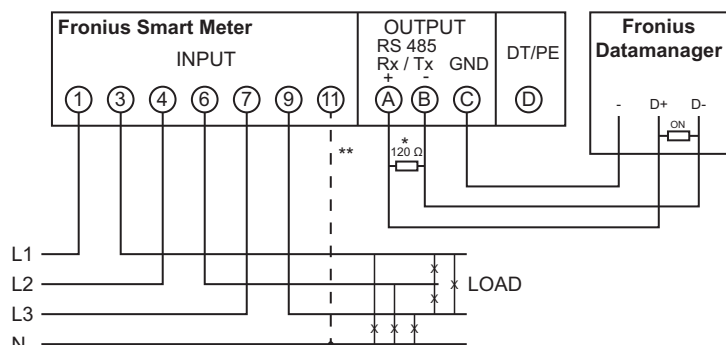 Fronius Smart Meter
INPUT
OUTPUT
RS 485
Rx / Tx GND
+ -
DT/PE
Fronius
Datamanager
1 3 4 6 7 9 11 A B C D
- D+ D-
ON
**
*
120 Ω
L1
L2
LOAD
L3
N